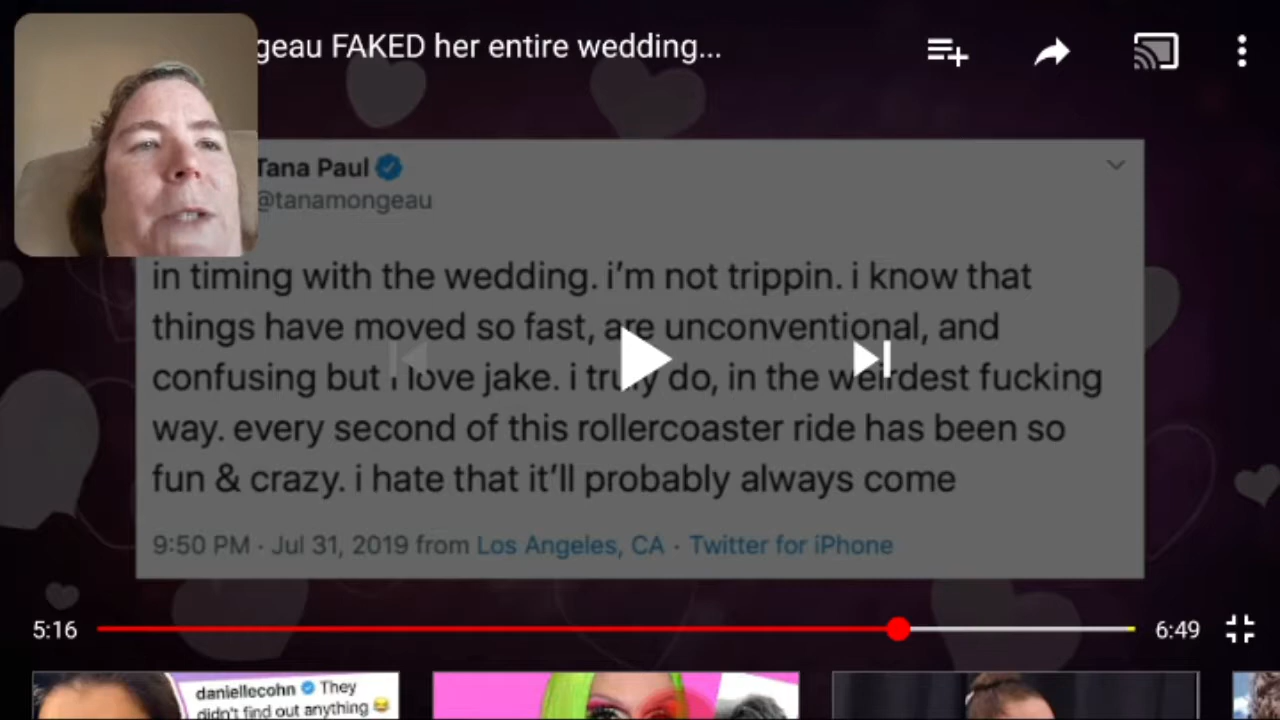 geau FAKED her entire wedding...
Tana Paul
@tanamongeau
in timing with the wedding. i'm not trippin. i know that
things have moved so fast, are unconventional, and
confusing but i love jake. i truly do, in the weirdest fucking
way. every second of this rollercoaster ride has been so
fun & crazy. i hate that it'll probably always come
9:50 PM · Jul 31, 2019 from Los Angeles, CA · Twitter for iPhone
5:16
6:49
daniellecohn They
didn't find out anything 😂